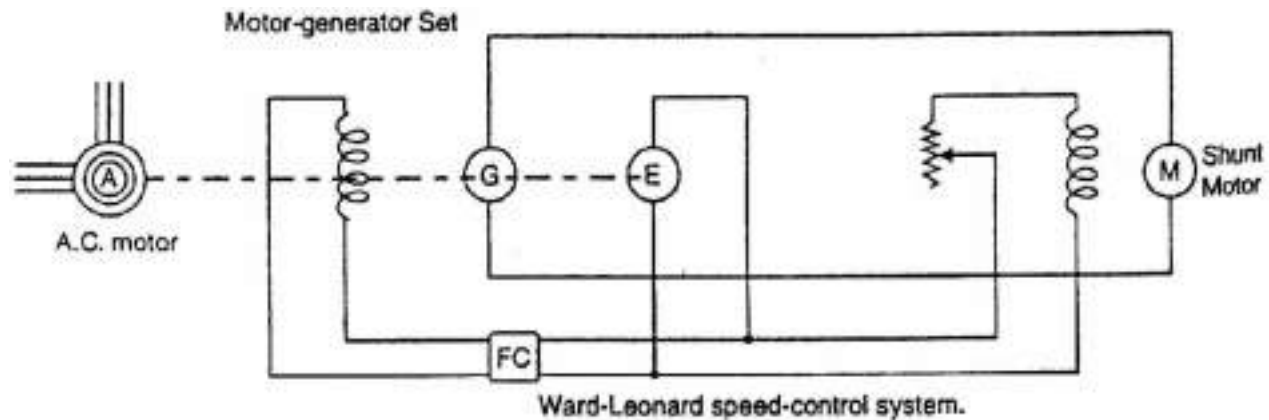 Motor-generator Set
A
A.C. motor
G
E
M
Shunt
Motor
FC
Ward-Leonard speed-control system.